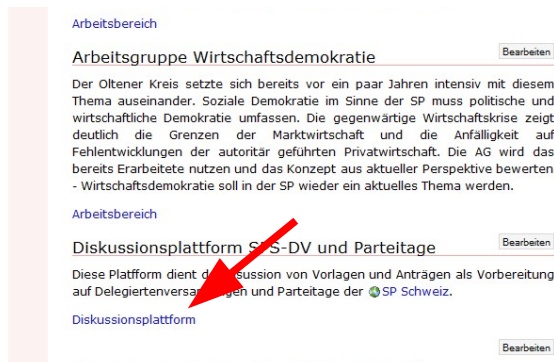 Arbeitsbereich
Arbeitsgruppe Wirtschaftsdemokratie
Bearbeiten
Der Oltener Kreis setzte sich bereits vor ein paar Jahren intensiv mit diesem
Thema auseinander. Soziale Demokratie im Sinne der SP muss politische und
wirtschaftliche Demokratie umfassen. Die gegenwärtige Wirtschaftskrise zeigt
deutlich die Grenzen der Marktwirtschaft und die Anfälligkeit auf
Fehlentwicklungen der autoritär geführten Privatwirtschaft. Die AG wird das
bereits Erarbeitete nutzen und das Konzept aus aktueller Perspektive bewerten
- Wirtschaftsdemokratie soll in der SP wieder ein aktuelles Thema werden.
Arbeitsbereich
Diskussionsplattform SPS-DV und Parteitage
Bearbeiten
Diese Platfform dient von Vorlagen und Anträgen als Vorbereitung
auf und Parteitage der SP Schweiz.
Diskussionsplattform
Bearbeiten